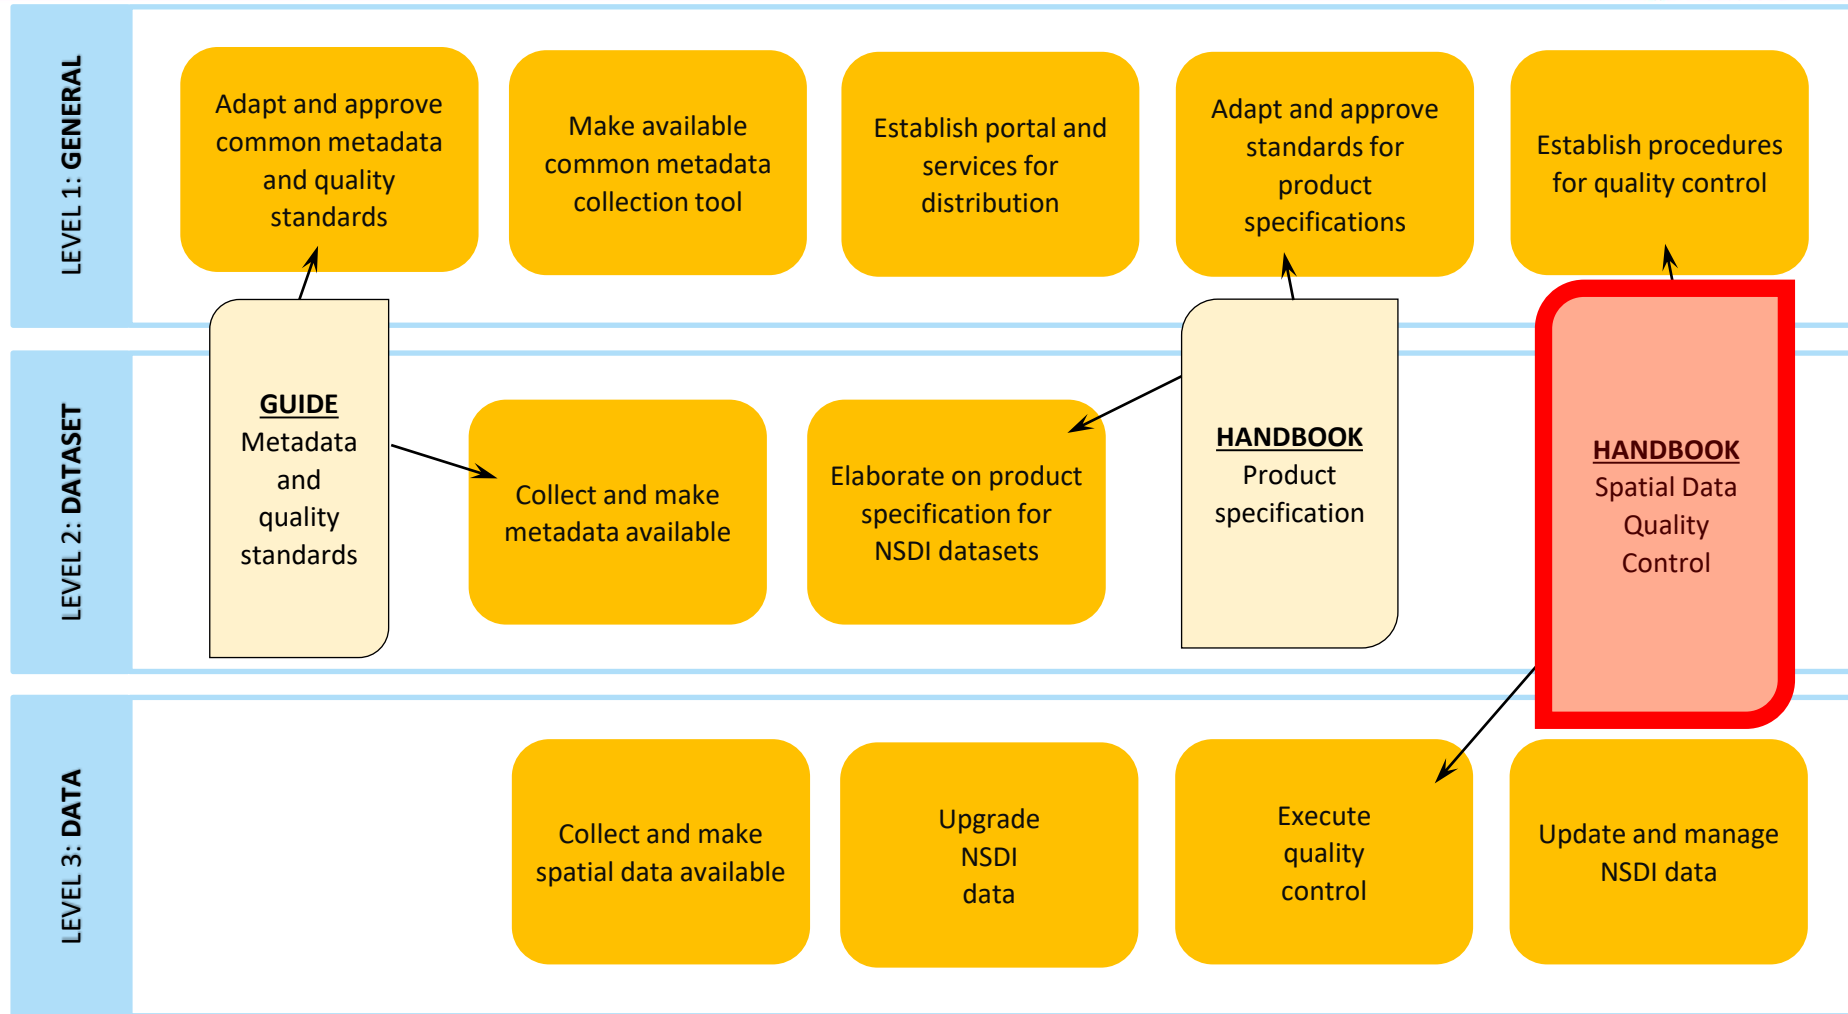 LEVEL 1: GENERAL
Adapt and approve
common metadata
and quality
standards
Make available
common metadata
collection tool
Establish portal and
services for
distribution
Adapt and approve
standards for
product
specifications
Establish procedures
for quality control
LEVEL 2: DATASET
GUIDE
Metadata
and
quality
standards
Collect and make
metadata available
Elaborate on product
specification for
NSDI datasets
HANDBOOK
Product
specification
HANDBOOK
Spatial Data
Quality
Control
LEVEL 3: DATA
Collect and make
spatial data available
Upgrade
NSDI
data
Execute
quality
control
Update and manage
NSDI data